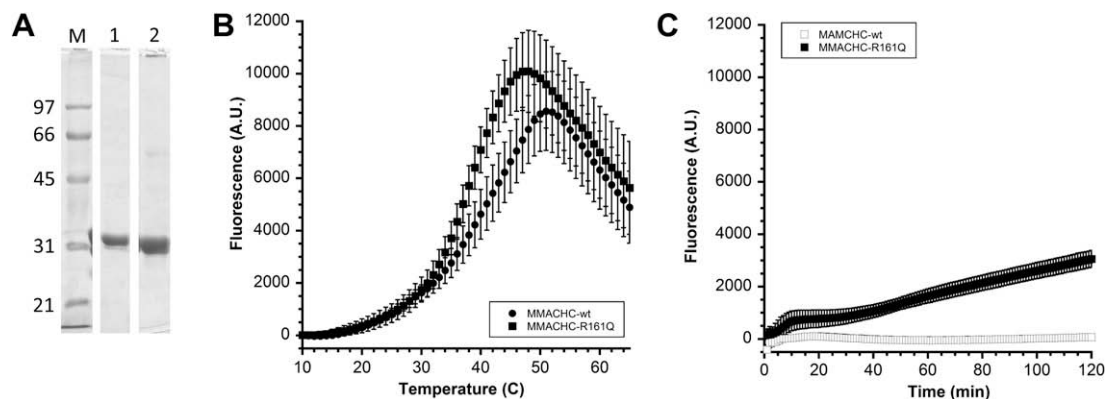 A
M 1 2
97
66
45
31
21
B
12000
10000
8000
6000
4000
2000
0
Fluorescence (A.U.)
10 20 30 40 50 60
Temperature (C)
MMACHC-wt
MMACHC-R161Q
C
12000
10000
8000
6000
4000
2000
0
Fluorescence (A.U.)
0 20 40 60 80 100 120
Time (min)
MAMCHC-wt
MMACHC-R161Q